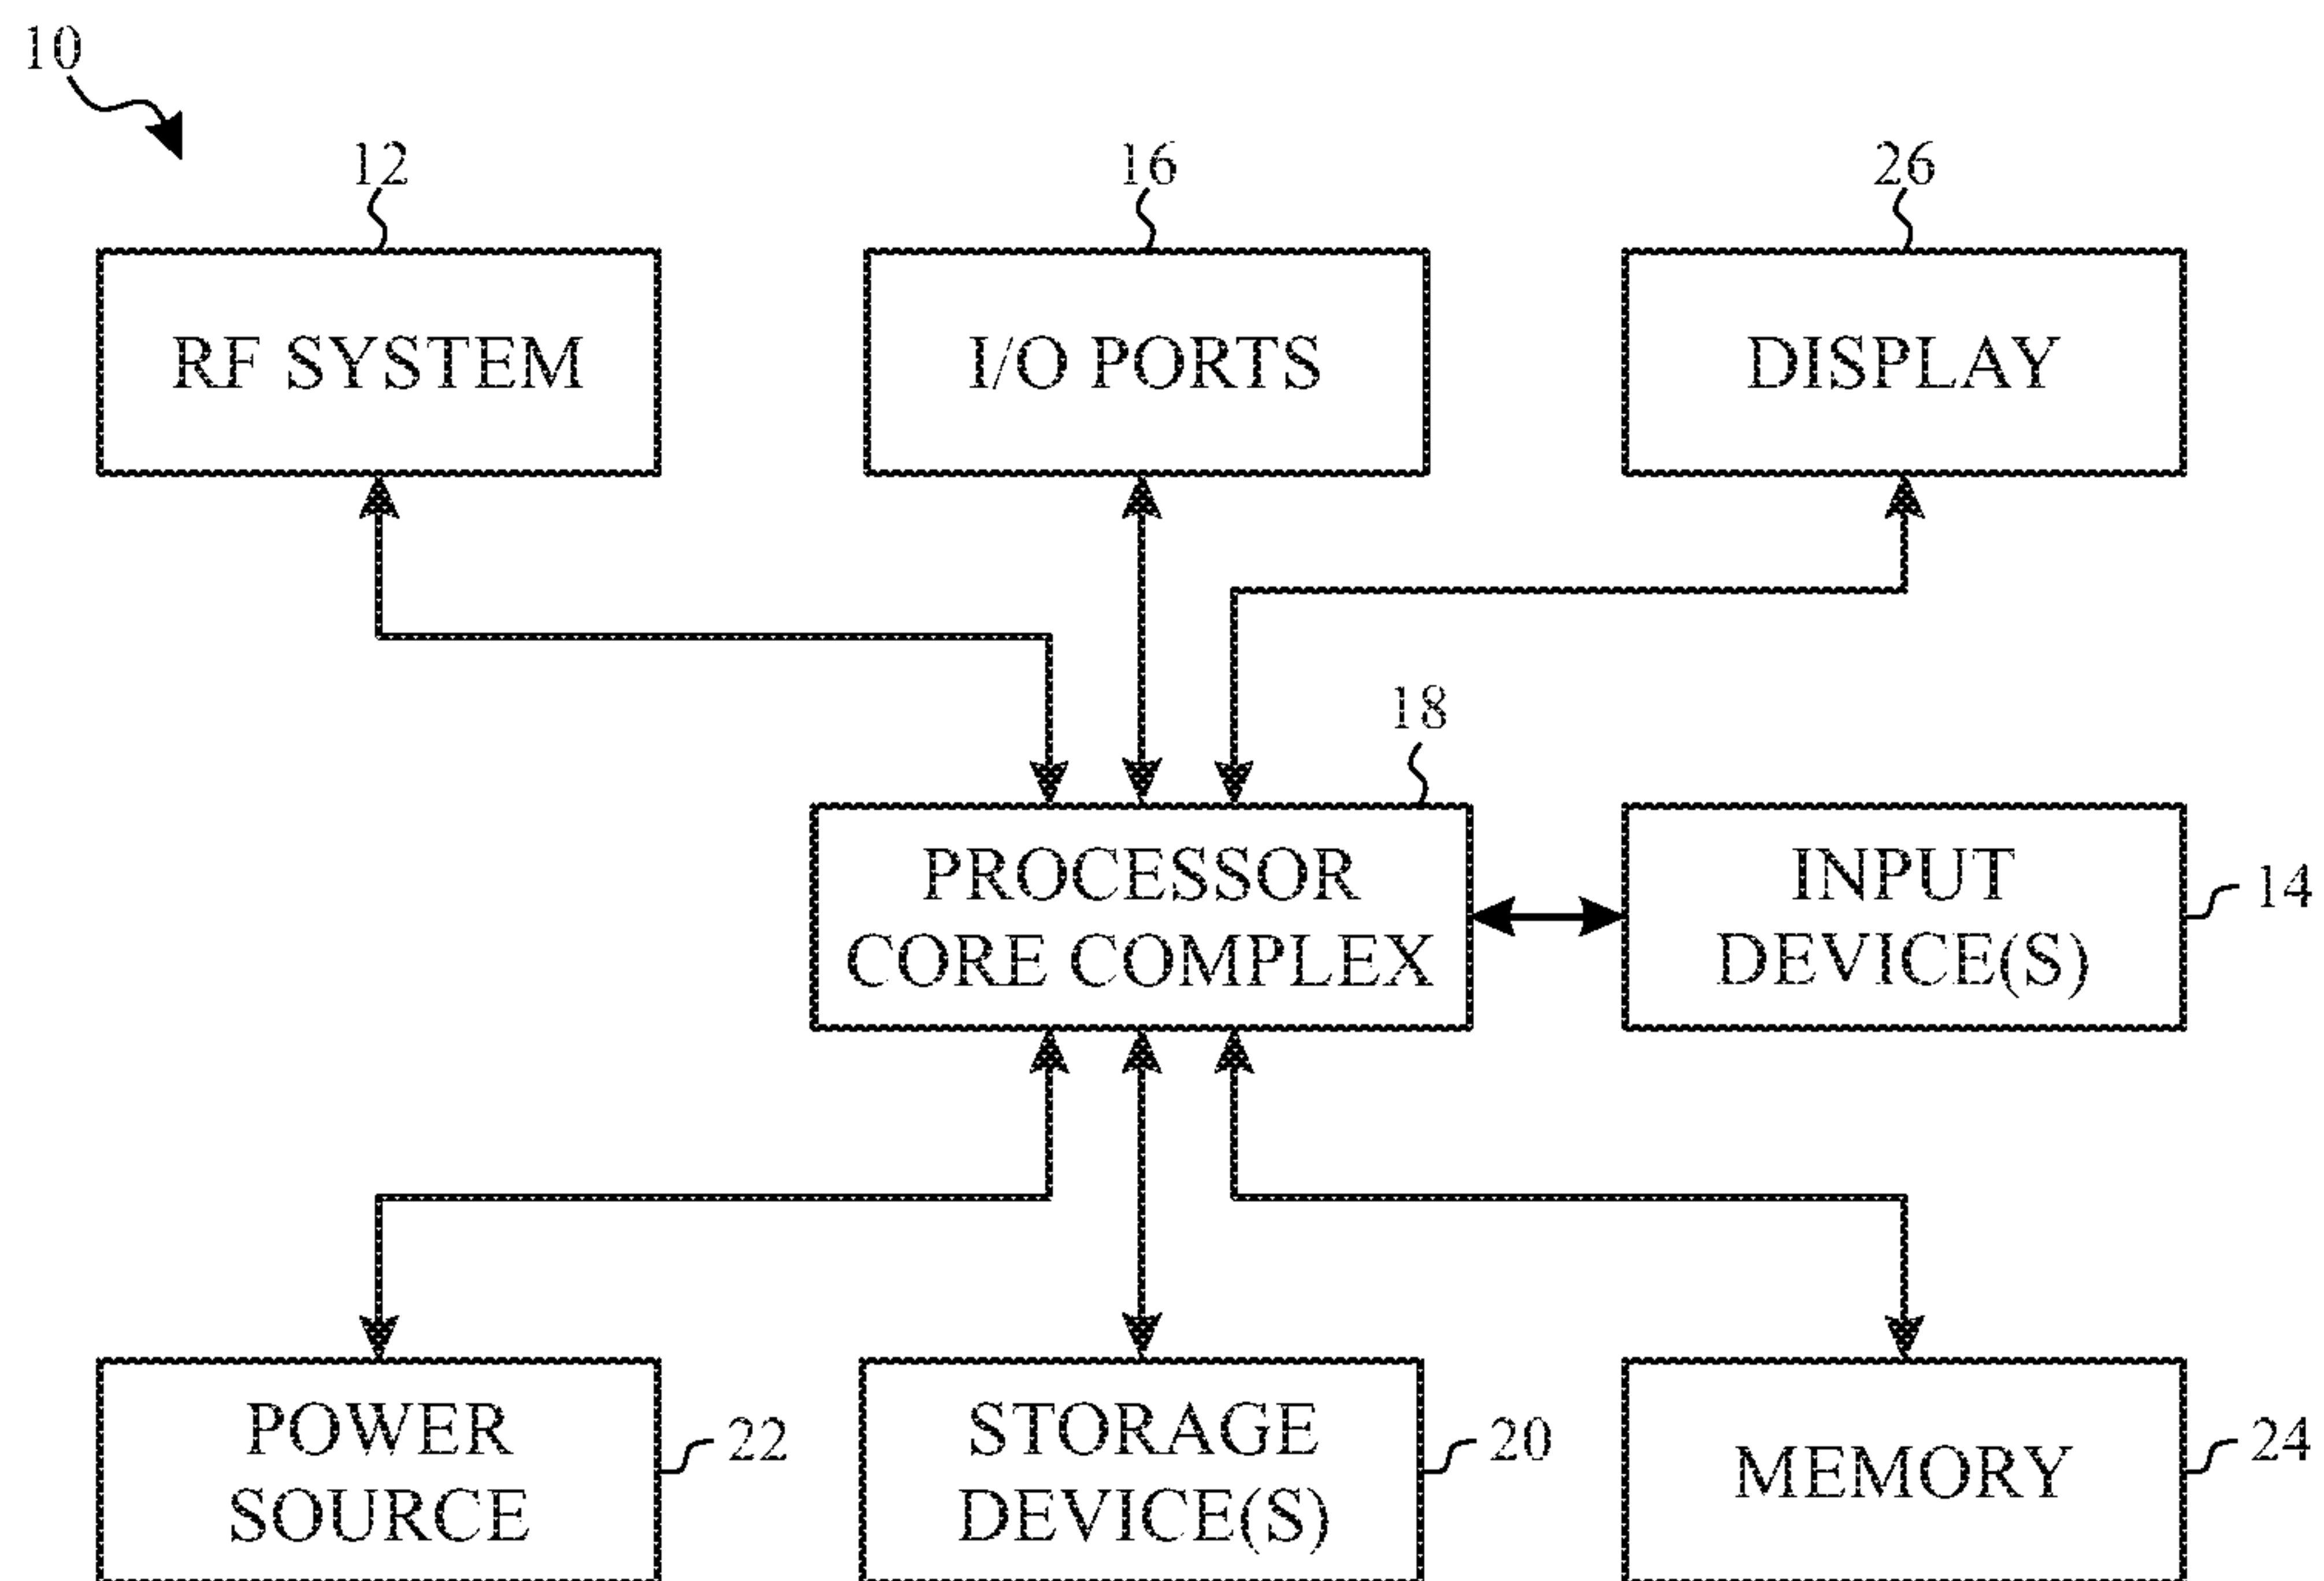 10
12
16
26
RF SYSTEM
I/O PORTS
DISPLAY
18
PROCESSOR
CORE COMPLEX
INPUT
DEVICE(S)
14
POWER
SOURCE
22
STORAGE
DEVICE(S)
20
MEMORY
24